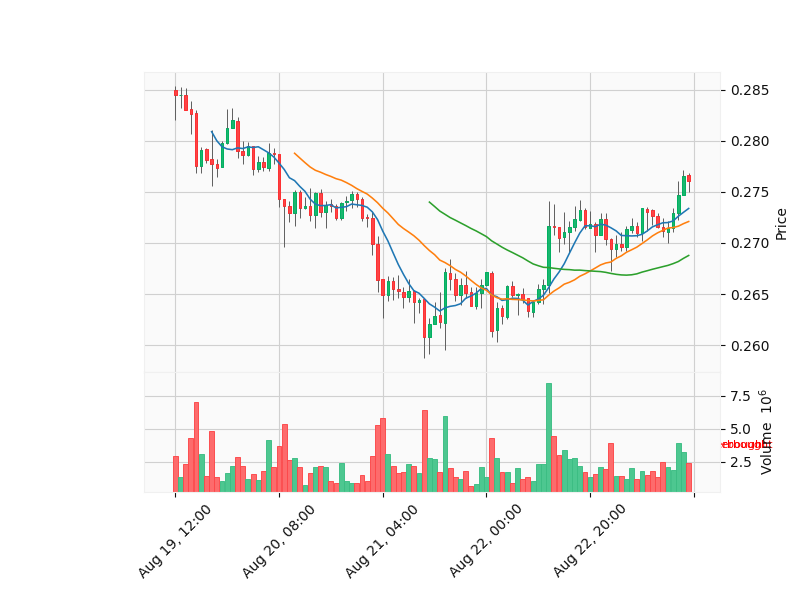 0.285
0.280
0.275
0.270
0.265
0.260
Price
7.5
5.0
2.5
Volume 10^6
Aug 19, 12:00
Aug 20, 08:00
Aug 21, 04:00
Aug 22, 00:00
Aug 22, 20:00